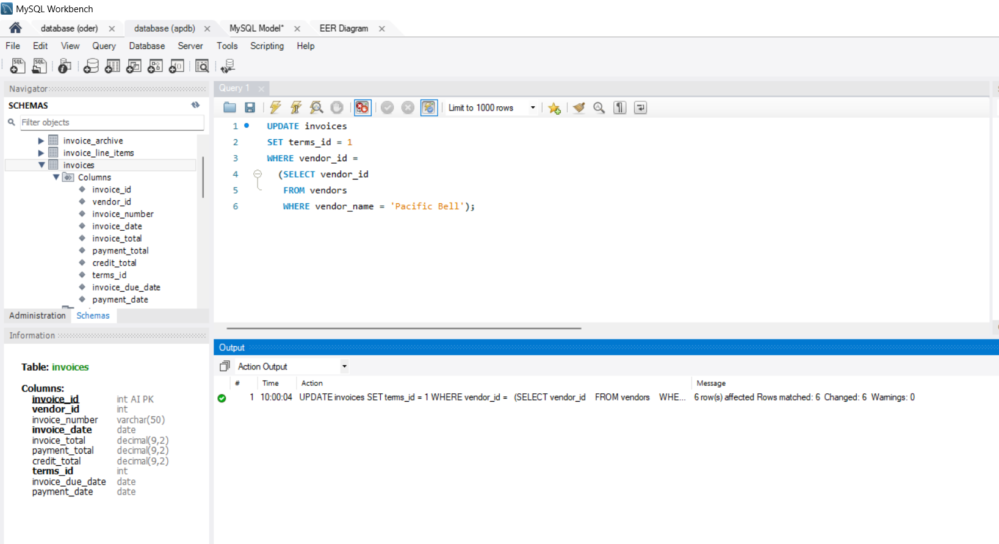 MySQL Workbench
database (oder) × database (apdb) × MySQL Model* × EER Diagram ×
File Edit View Query Database Server Tools Scripting Help
Navigator
SCHEMAS
Filter objects
invoice_archive
invoice_line_items
invoices
Columns
invoice_id
vendor_id
invoice_number
invoice_date
invoice_total
payment_total
credit_total
terms_id
invoice_due_date
payment_date
Administration Schemas
Information
Table: invoices
Columns:
invoice_id int AI PK
vendor_id int
invoice_number varchar(50)
invoice_date date
invoice_total decimal(9,2)
payment_total decimal(9,2)
credit_total decimal(9,2)
terms_id int
invoice_due_date date
payment_date date
Query 1 ×
Limit to 1000 rows
1 UPDATE invoices
2 SET terms_id = 1
3 WHERE vendor_id =
4 (SELECT vendor_id
5 FROM vendors
6 WHERE vendor_name = 'Pacific Bell');
Output
Action Output
# Time Action Message
1 10:00:04 UPDATE invoices SET terms_id = 1 WHERE vendor_id = (SELECT vendor_id FROM vendors WHE... 6 row(s) affected Rows matched: 6 Changed: 6 Warnings: 0